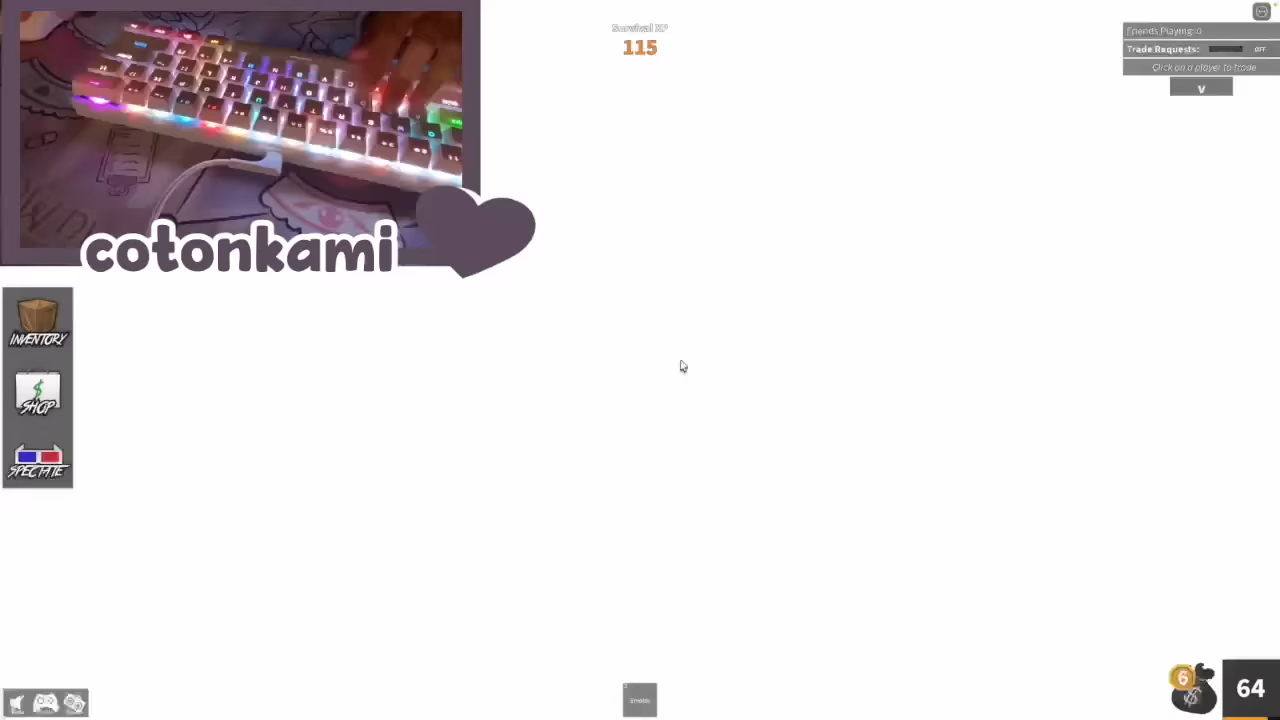 Survival XP
115
Friends Playing: 0
Trade Requests: OFF
Click on a player to trade
v
cotonkami
INVENTORY
$
SHOP
SPECTATE
Emotes
6
$
64